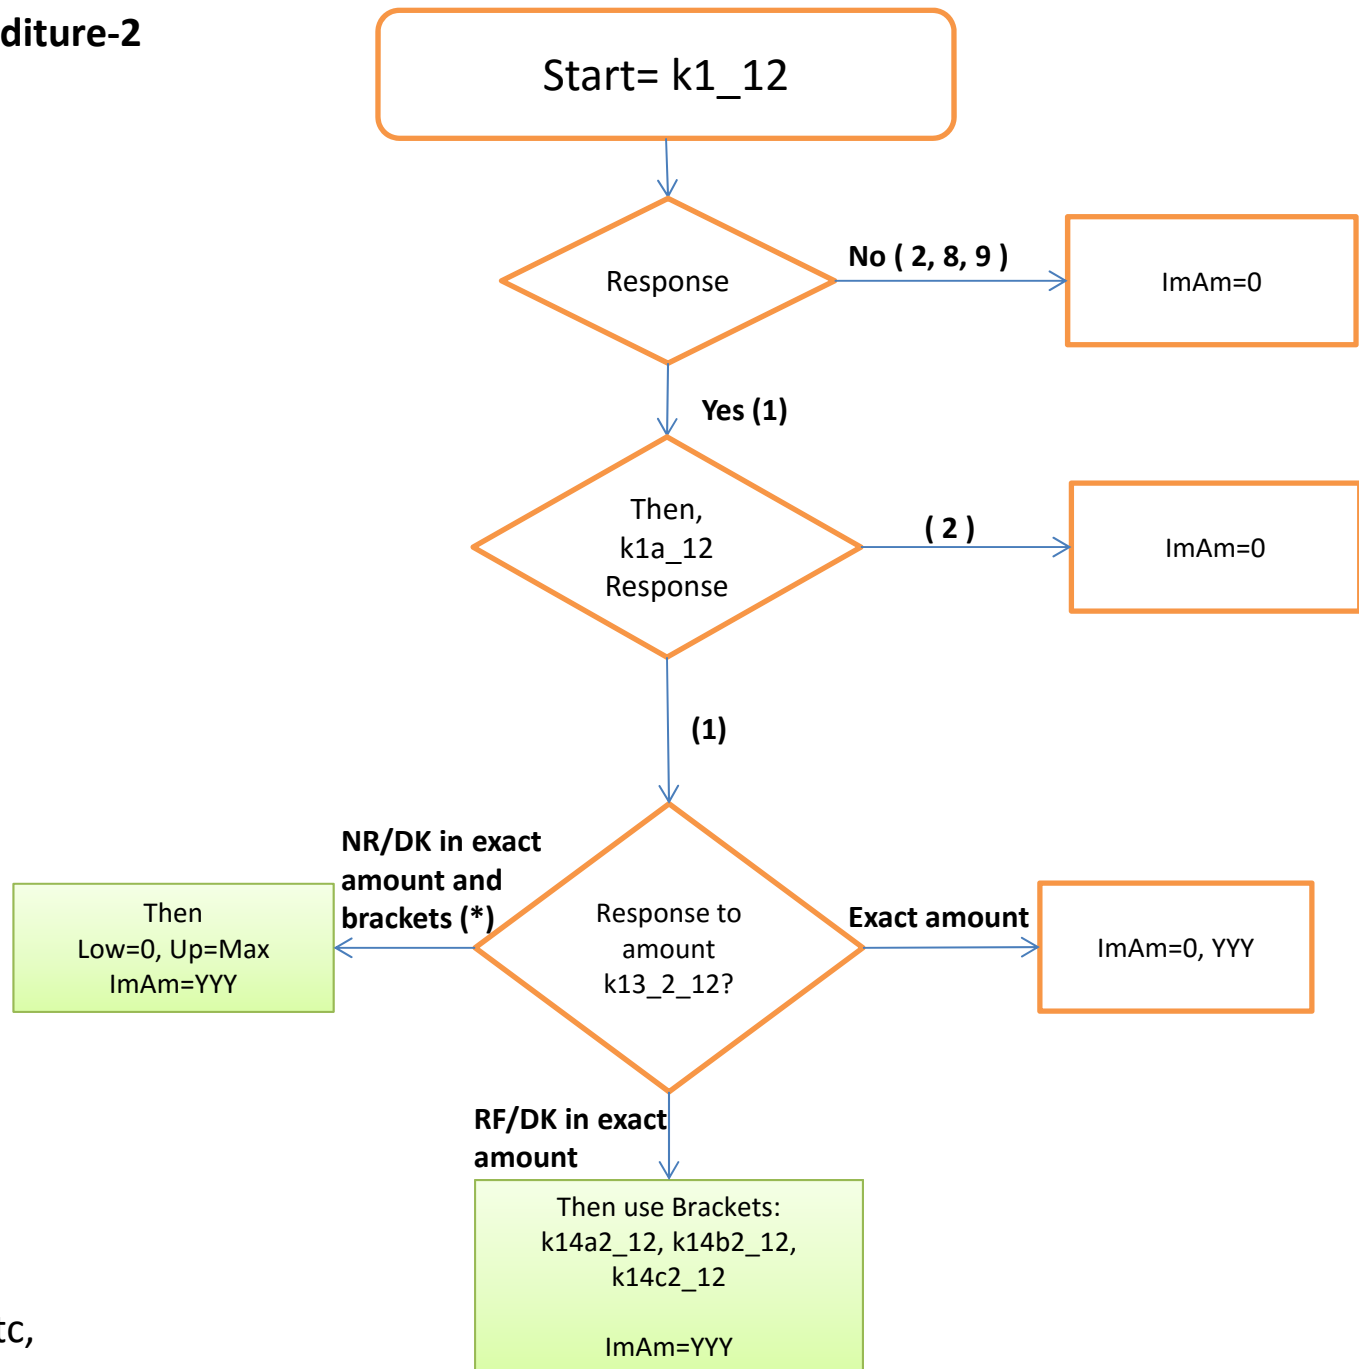 diture-2
Start= k1_12
Response
No ( 2, 8, 9 )
ImAm=0
Yes (1)
Then,
k1a_12
Response
( 2 )
ImAm=0
(1)
NR/DK in exact
amount and
brackets (*)
Then
Low=0, Up=Max
ImAm=YYY
Response to
amount
k13_2_12?
Exact amount
ImAm=0, YYY
RF/DK in exact
amount
Then use Brackets:
k14a2_12, k14b2_12,
k14c2_12
ImAm=YYY
tc,